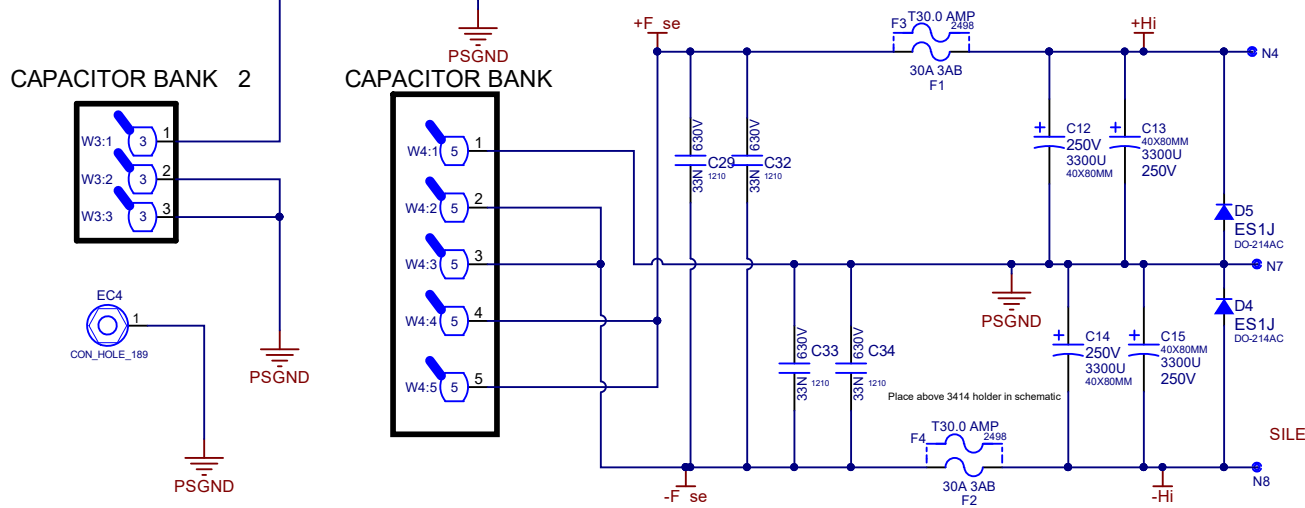 PSGND
CAPACITOR BANK 2
W3:1 3 1
W3:2 3 2
W3:3 3 3
EC4
1
CON_HOLE_189
PSGND
PSGND
CAPACITOR BANK
W4:1 5 1
W4:2 5 2
W4:3 5 3
W4:4 5 4
W4:5 5 5
+F se
-F se
630V
C29
1210
33N
630V
C32
1210
33N
630V
C33
1210
33N
630V
C34
1210
33N
T30.0 AMP
F3
2498
30A 3AB
F1
+Hi
N4
+
C12
250V
3300U
40X80MM
+
C13
40X80MM
3300U
250V
D5
ES1J
DO-214AC
N7
PSGND
D4
ES1J
DO-214AC
+
C14
250V
3300U
40X80MM
+
C15
40X80MM
3300U
250V
Place above 3414 holder in schematic
T30.0 AMP
F4
2498
30A 3AB
F2
-Hi
N8
SILE